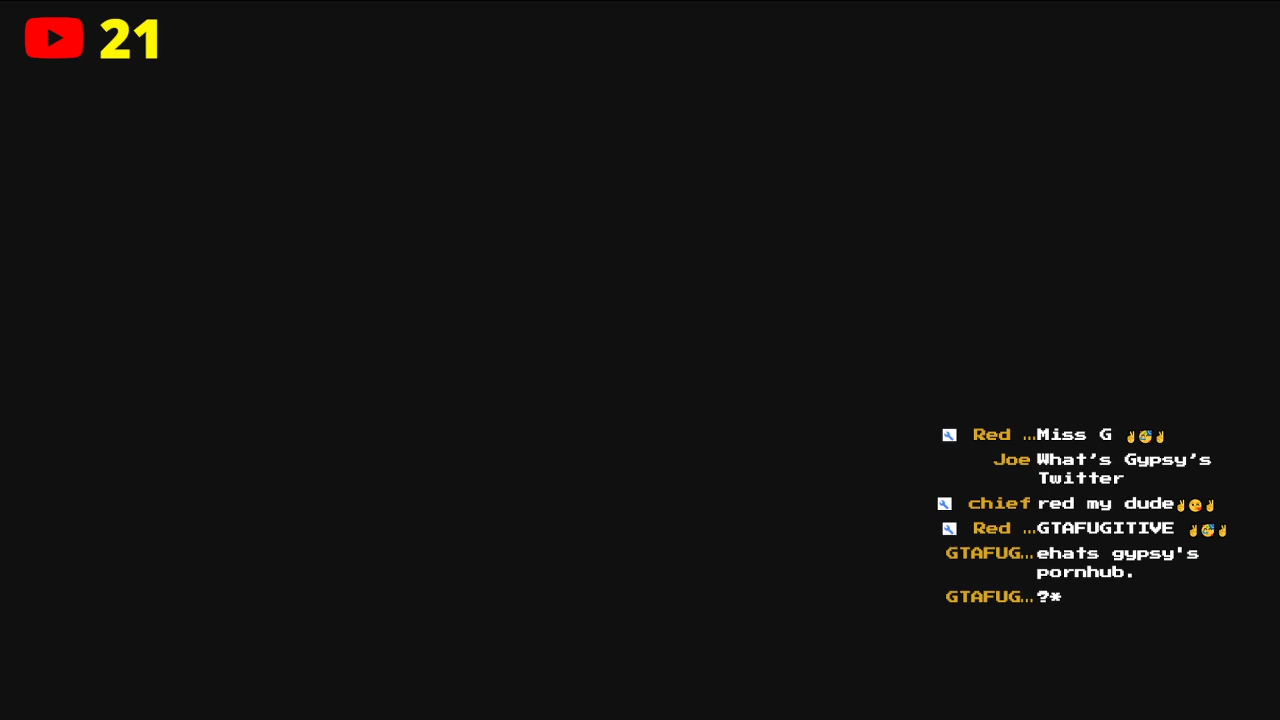 21
Red ...Miss G ✌🥳✌
Joe What's Gypsy's
Twitter
chief red my dude✌😘✌
Red ...GTAFUGITIVE ✌🥳✌
GTAFUG...ehats gypsy's
pornhub.
GTAFUG...?*